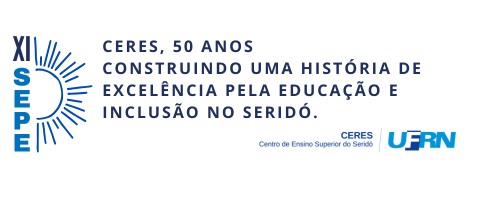 XI
SEPE
CERES, 50 ANOS
CONSTRUINDO UMA HISTÓRIA DE
EXCELÊNCIA PELA EDUCAÇÃO E
INCLUSÃO NO SERIDÓ.
CERES
Centro de Ensino Superior do Seridó
UFRN